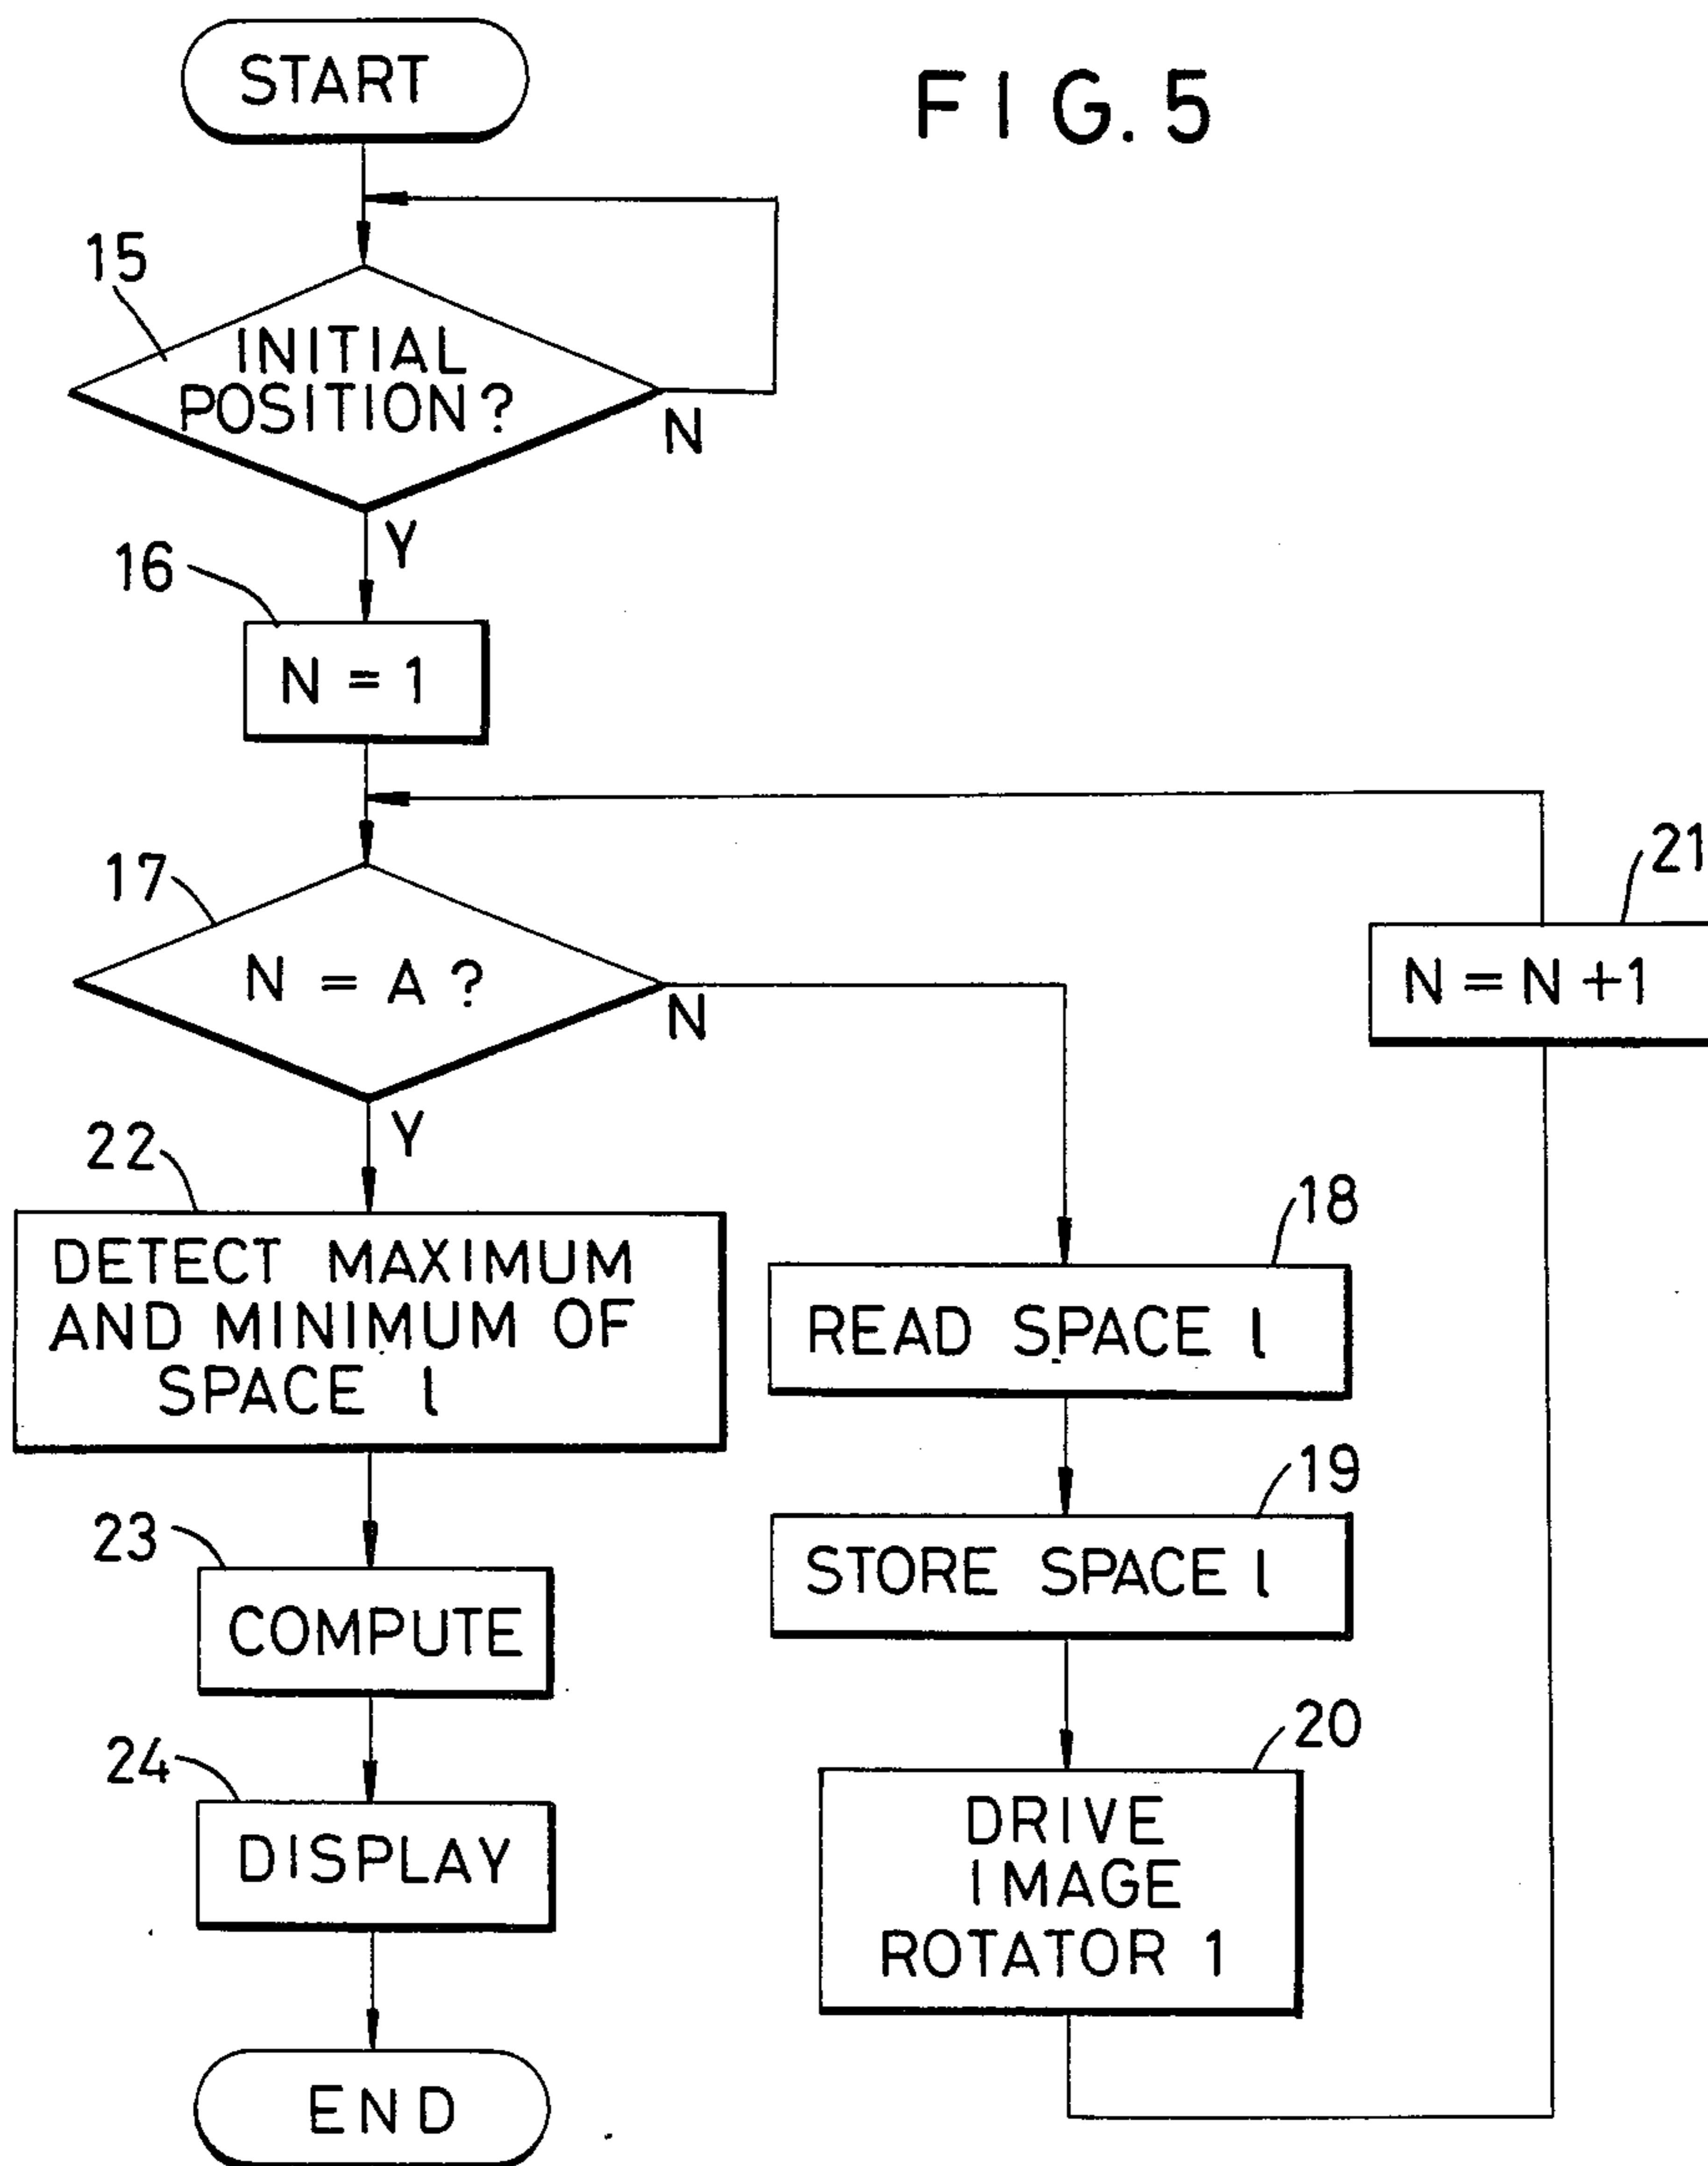 START
FIG. 5
15
INITIAL
POSITION?
N
Y
16
N = 1
17
N = A ?
N
Y
21
N = N + 1
22
DETECT MAXIMUM
AND MINIMUM OF
SPACE l
18
READ SPACE l
19
STORE SPACE l
23
COMPUTE
20
DRIVE
IMAGE
ROTATOR 1
24
DISPLAY
END